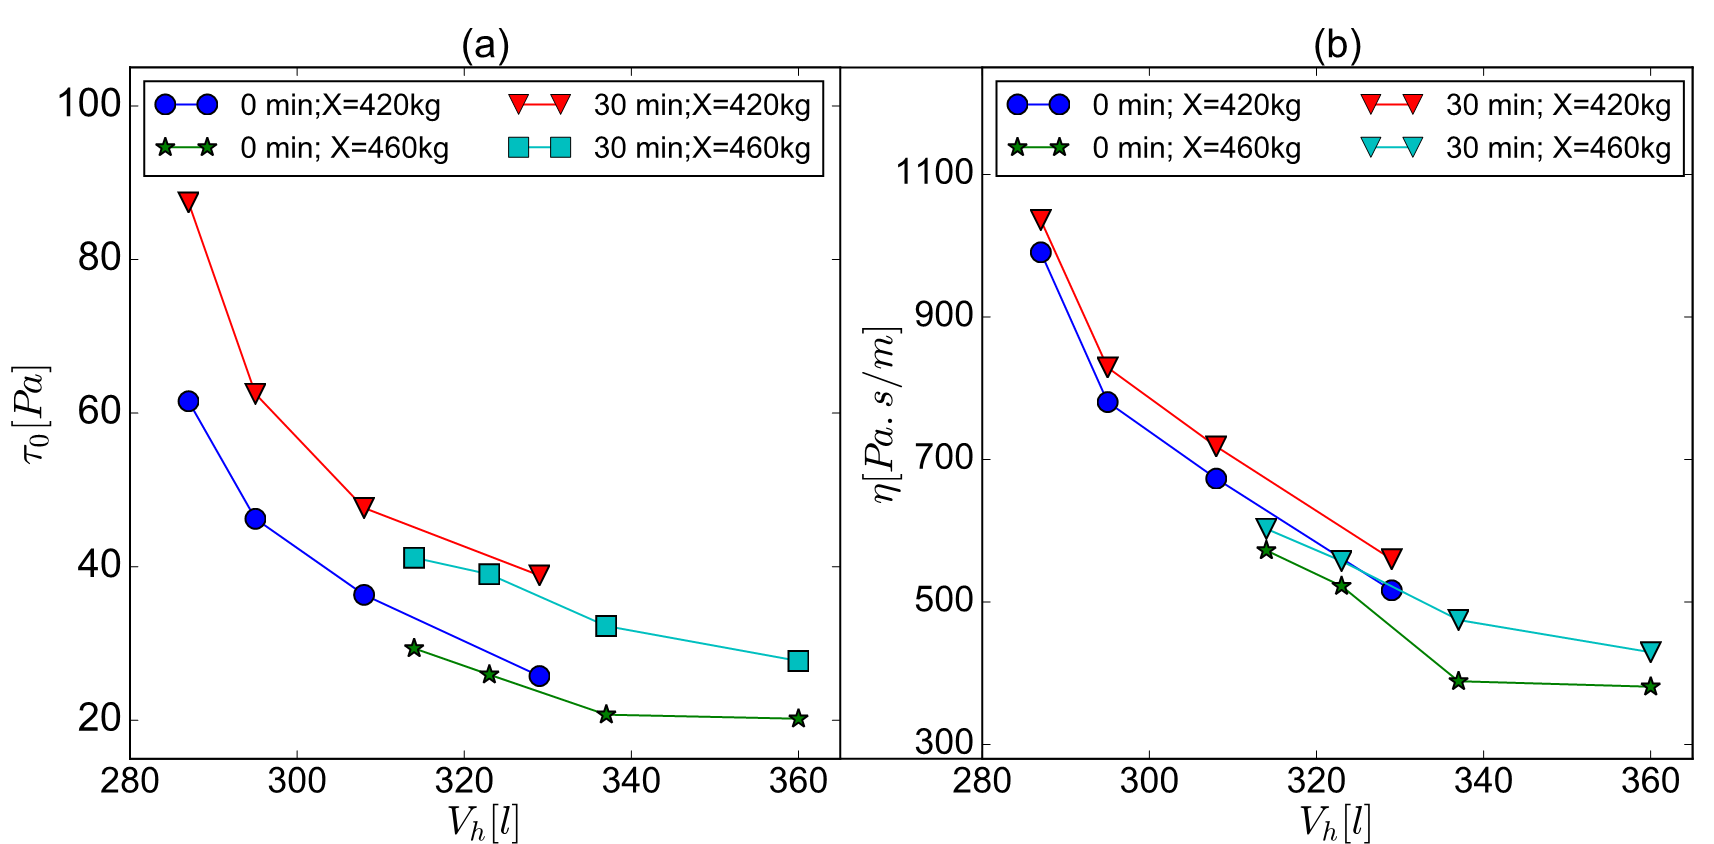 (a)
0 min;X=420kg
30 min;X=420kg
0 min; X=460kg
30 min;X=460kg
100
80
60
40
20
τ₀[Pa]
280 300 320 340 360
V_h[l]
(b)
0 min; X=420kg
30 min; X=420kg
0 min; X=460kg
30 min; X=460kg
1100
900
700
500
300
η[Pa.s/m]
280 300 320 340 360
V_h[l]